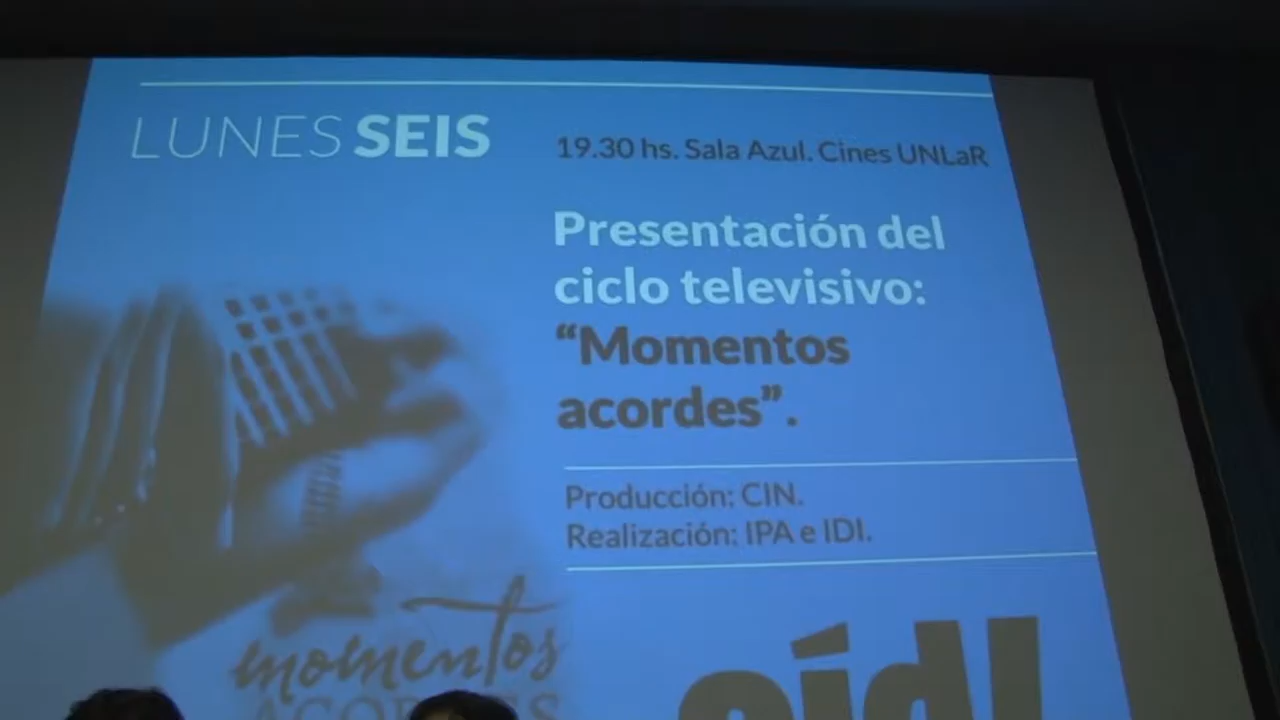 LUNES SEIS
19.30 hs. Sala Azul. Cines UNLaR
Presentación del
ciclo televisivo:
“Momentos
acordes”.
Producción: CIN.
Realización: IPA e IDI.
momentos
ACORDES